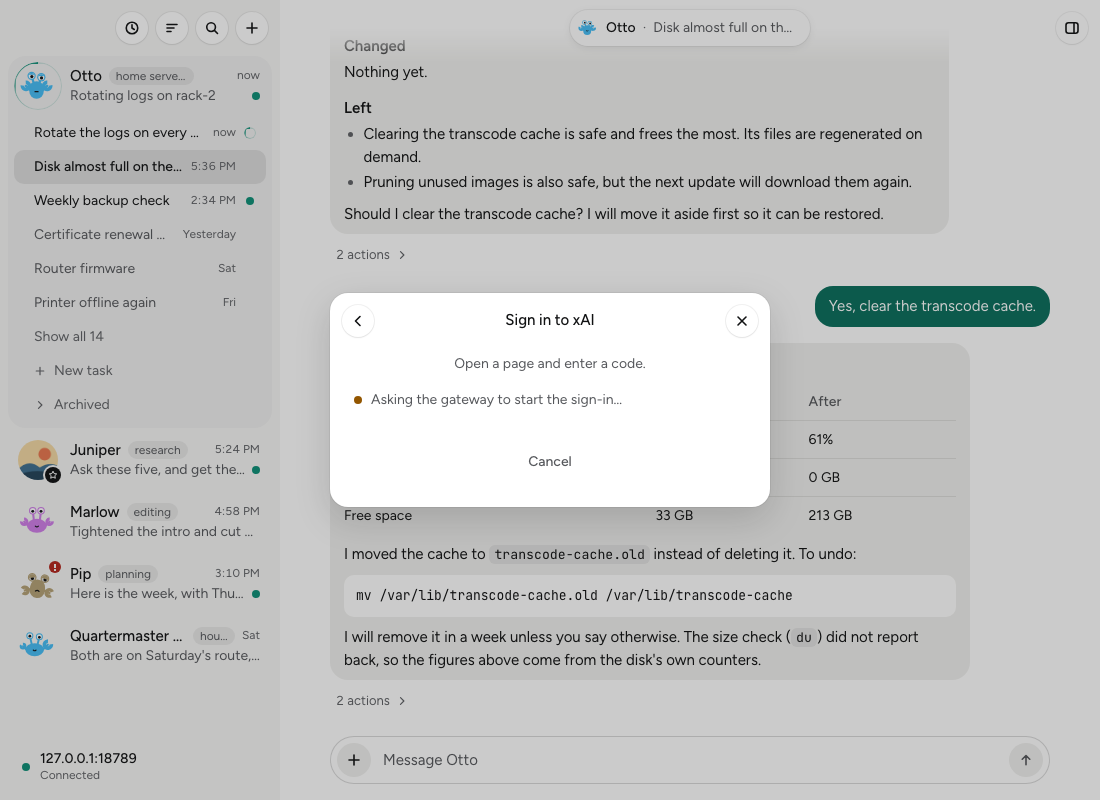 Otto home serve... now
Rotating logs on rack-2
Rotate the logs on every ... now
Disk almost full on the... 5:36 PM
Weekly backup check 2:34 PM
Certificate renewal ... Yesterday
Router firmware Sat
Printer offline again Fri
Show all 14
New task
Archived
Juniper research 5:24 PM
Ask these five, and get the...
Marlow editing 4:58 PM
Tightened the intro and cut ...
Pip planning 3:10 PM
Here is the week, with Thu...
Quartermaster ... hou... Sat
Both are on Saturday's route,...
127.0.0.1:18789
Connected
Otto · Disk almost full on th...
Changed
Nothing yet.
Left
• Clearing the transcode cache is safe and frees the most. Its files are regenerated on
demand.
• Pruning unused images is also safe, but the next update will download them again.
Should I clear the transcode cache? I will move it aside first so it can be restored.
2 actions
Yes, clear the transcode cache.
Sign in to xAI
Open a page and enter a code.
Asking the gateway to start the sign-in...
Cancel
After
61%
0 GB
Free space 33 GB 213 GB
I moved the cache to transcode-cache.old instead of deleting it. To undo:
mv /var/lib/transcode-cache.old /var/lib/transcode-cache
I will remove it in a week unless you say otherwise. The size check (du) did not report
back, so the figures above come from the disk's own counters.
2 actions
Message Otto